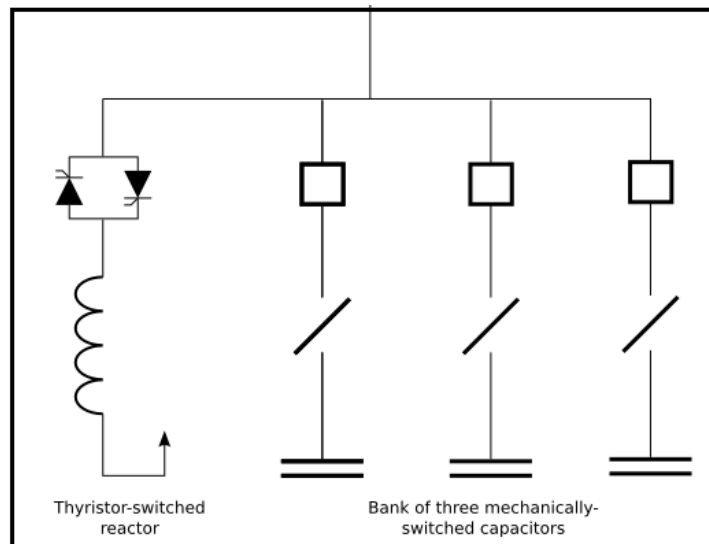 Thyristor-switched
reactor
Bank of three mechanically-
switched capacitors